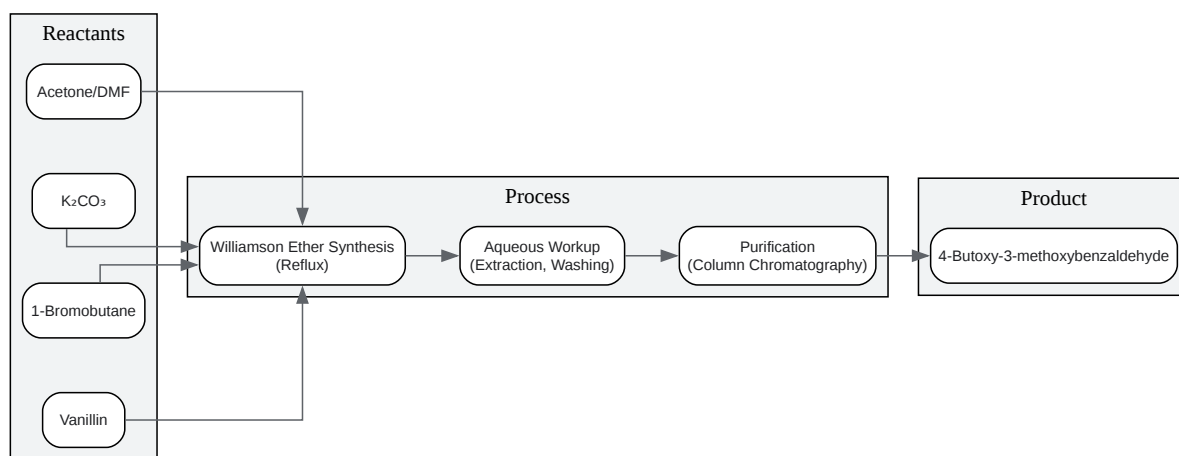 Reactants
Acetone/DMF
K₂CO₃
1-Bromobutane
Vanillin
Process
Williamson Ether Synthesis
(Reflux)
Aqueous Workup
(Extraction, Washing)
Purification
(Column Chromatography)
Product
4-Butoxy-3-methoxybenzaldehyde